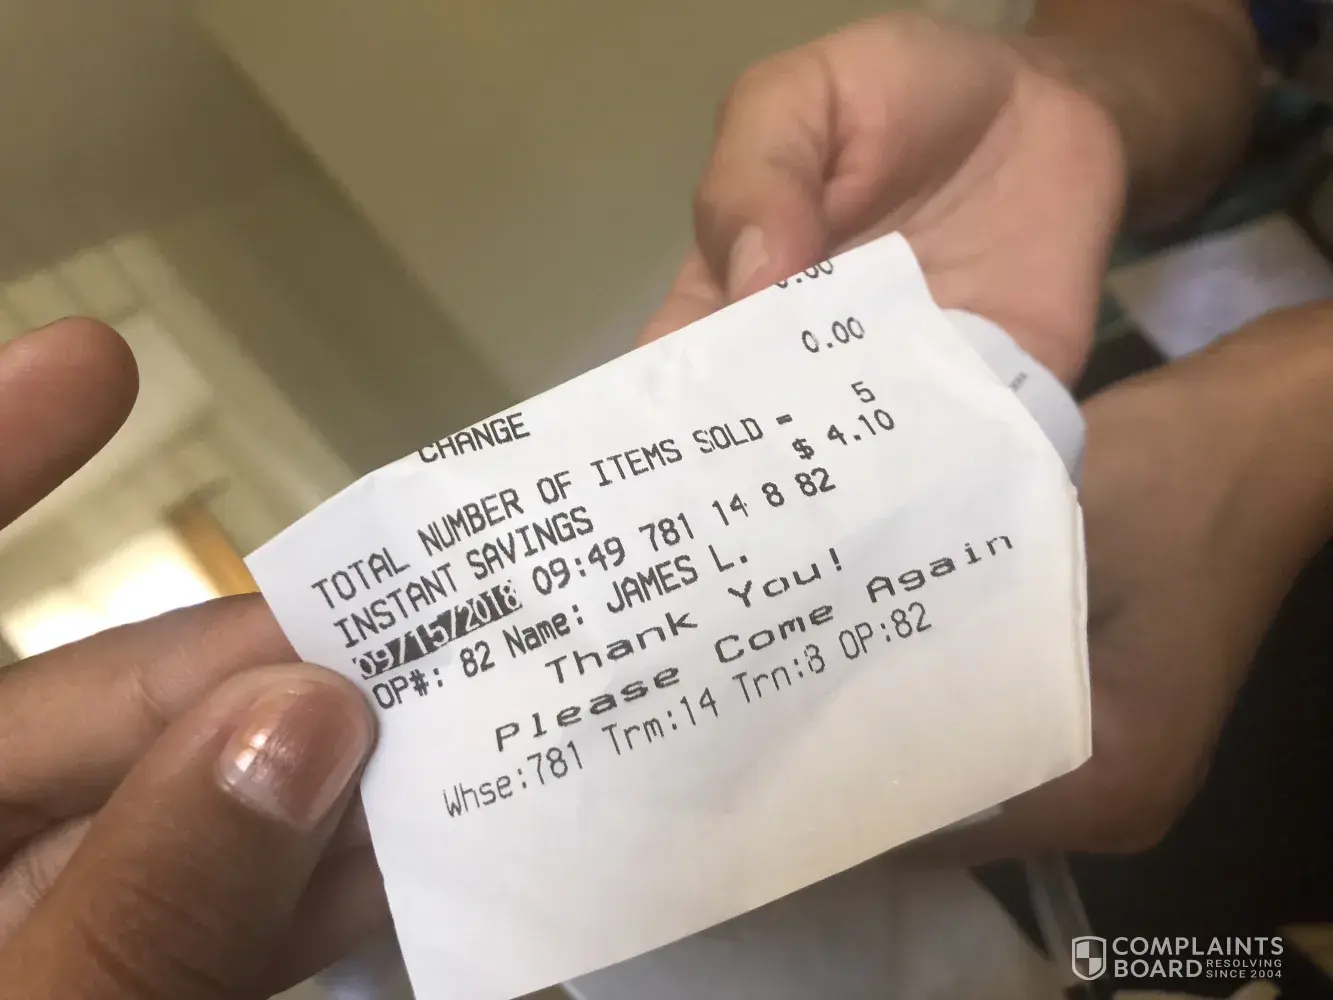 0.00
0.00
CHANGE
TOTAL NUMBER OF ITEMS SOLD = 5
INSTANT SAVINGS $ 4.10
09/15/2018 09:49 781 14 8 82
OP#: 82 Name: JAMES L.
Thank You!
Please Come Again
Whse:781 Trm:14 Trn:8 OP:82
COMPLAINTS
BOARD RESOLVING
SINCE 2004